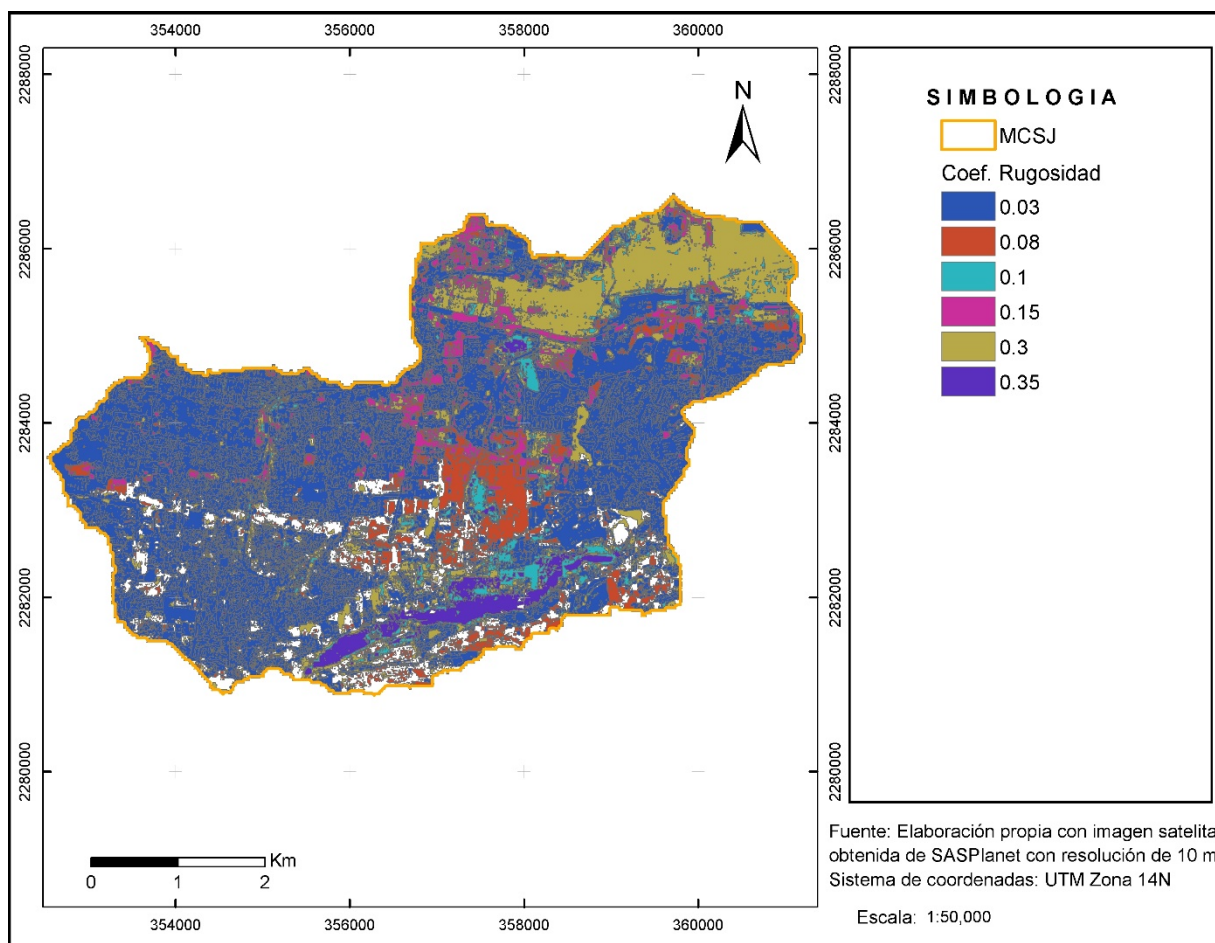 354000 356000 358000 360000
2288000
2286000
2284000
2282000
2280000
2288000
2286000
2284000
2282000
2280000
N
Km
0 1 2
354000 356000 358000 360000
SIMBOLOGIA
MCSJ
Coef. Rugosidad
0.03
0.08
0.1
0.15
0.3
0.35
Fuente: Elaboración propia con imagen satelita
obtenida de SASPlanet con resolución de 10 m
Sistema de coordenadas: UTM Zona 14N
Escala: 1:50,000